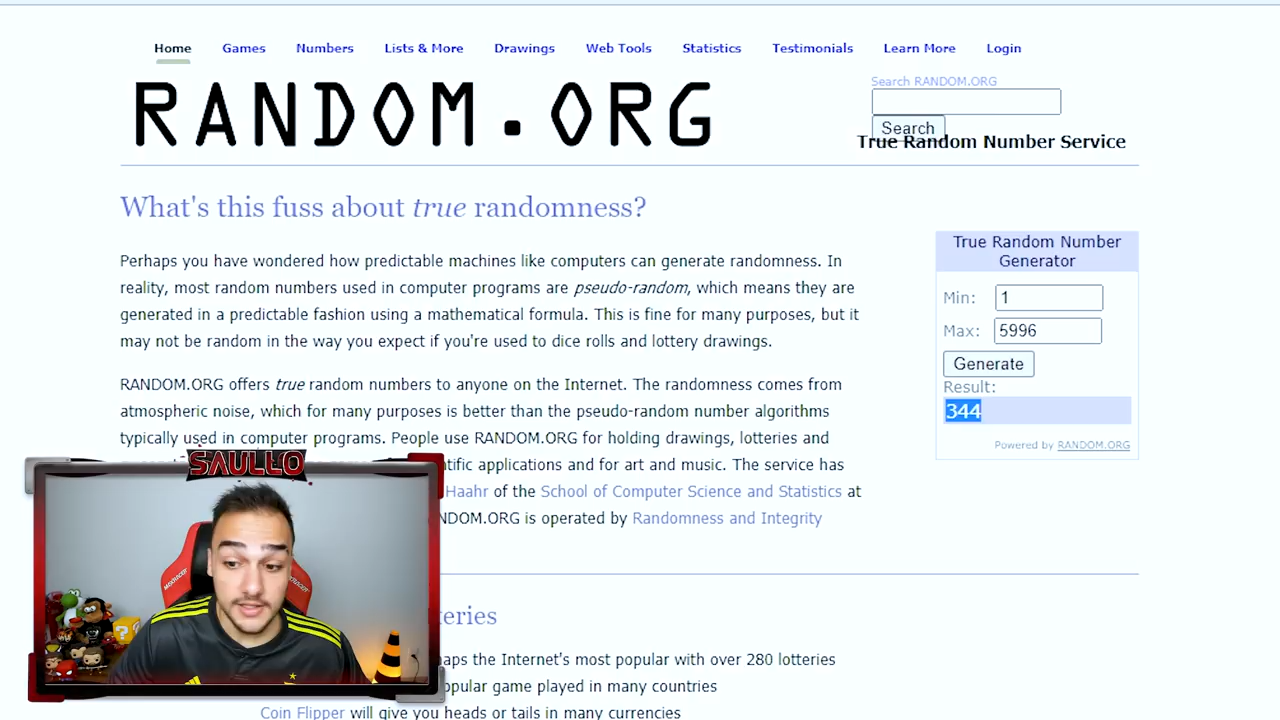 Home Games Numbers Lists & More Drawings Web Tools Statistics Testimonials Learn More Login
RANDOM.ORG
Search RANDOM.ORG
Search
True Random Number Service
What's this fuss about true randomness?
Perhaps you have wondered how predictable machines like computers can generate randomness. In
reality, most random numbers used in computer programs are pseudo-random, which means they are
generated in a predictable fashion using a mathematical formula. This is fine for many purposes, but it
may not be random in the way you expect if you're used to dice rolls and lottery drawings.
RANDOM.ORG offers true random numbers to anyone on the Internet. The randomness comes from
atmospheric noise, which for many purposes is better than the pseudo-random number algorithms
typically used in computer programs. People use RANDOM.ORG for holding drawings, lotteries and
applications and for art and music. The service has
Haahr of the School of Computer Science and Statistics at
RANDOM.ORG is operated by Randomness and Integrity
True Random Number
Generator
Min: 1
Max: 5996
Generate
Result:
344
Powered by RANDOM.ORG
SAULLO
the Internet's most popular with over 280 lotteries
game played in many countries
Coin Flipper will give you heads or tails in many currencies